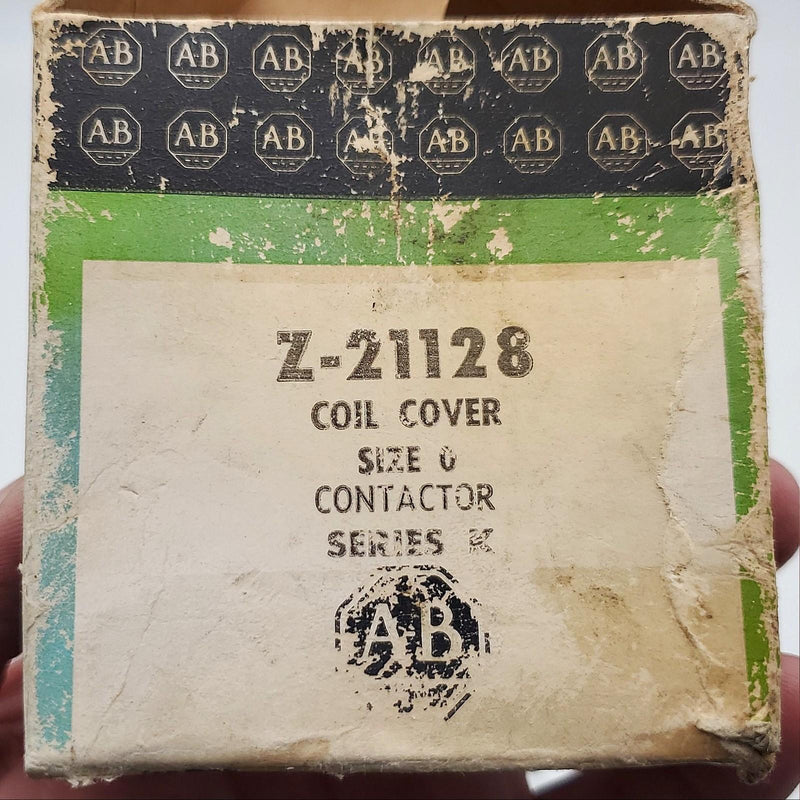 AB AB AB AB AB AB AB AB
AB AB AB AB AB AB AB AB
Z-21128
COIL COVER
SIZE 0
CONTACTOR
SERIES K
AB